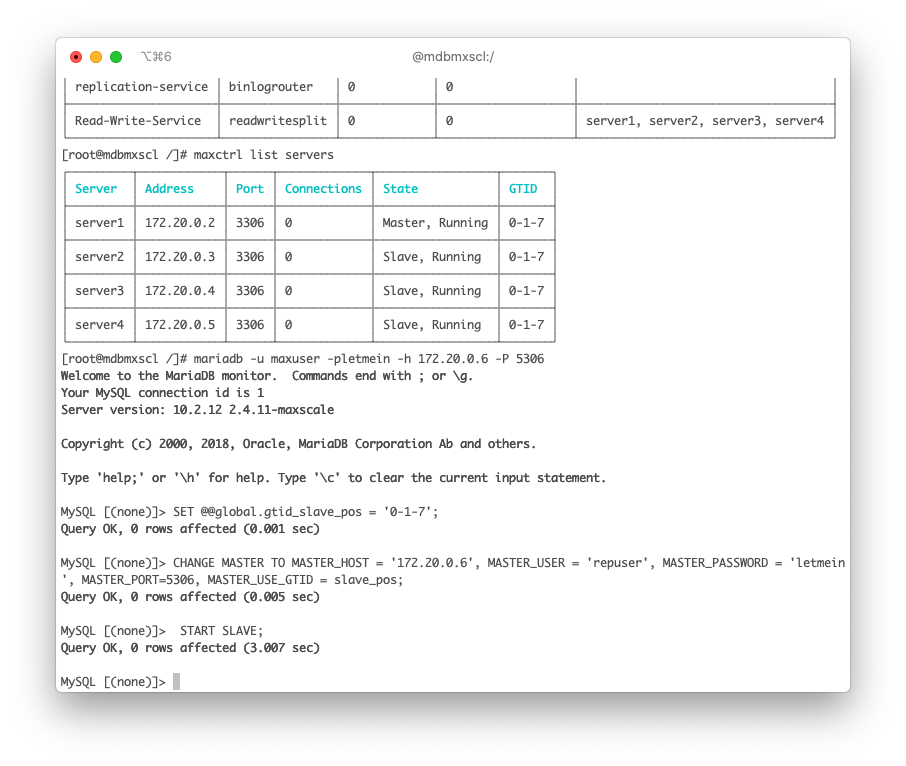 ⌥⌘6 @mdbmxscl:/
replication-service binlogrouter 0 0
Read-Write-Service readwritesplit 0 0 server1, server2, server3, server4
[root@mdbmxscl /]# maxctrl list servers
Server Address Port Connections State GTID
server1 172.20.0.2 3306 0 Master, Running 0-1-7
server2 172.20.0.3 3306 0 Slave, Running 0-1-7
server3 172.20.0.4 3306 0 Slave, Running 0-1-7
server4 172.20.0.5 3306 0 Slave, Running 0-1-7
[root@mdbmxscl /]# mariadb -u maxuser -pletmein -h 172.20.0.6 -P 5306
Welcome to the MariaDB monitor.  Commands end with ; or \g.
Your MySQL connection id is 1
Server version: 10.2.12 2.4.11-maxscale
Copyright (c) 2000, 2018, Oracle, MariaDB Corporation Ab and others.
Type 'help;' or '\h' for help. Type '\c' to clear the current input statement.
MySQL [(none)]> SET @@global.gtid_slave_pos = '0-1-7';
Query OK, 0 rows affected (0.001 sec)
MySQL [(none)]> CHANGE MASTER TO MASTER_HOST = '172.20.0.6', MASTER_USER = 'repuser', MASTER_PASSWORD = 'letmein
', MASTER_PORT=5306, MASTER_USE_GTID = slave_pos;
Query OK, 0 rows affected (0.005 sec)
MySQL [(none)]>  START SLAVE;
Query OK, 0 rows affected (3.007 sec)
MySQL [(none)]>